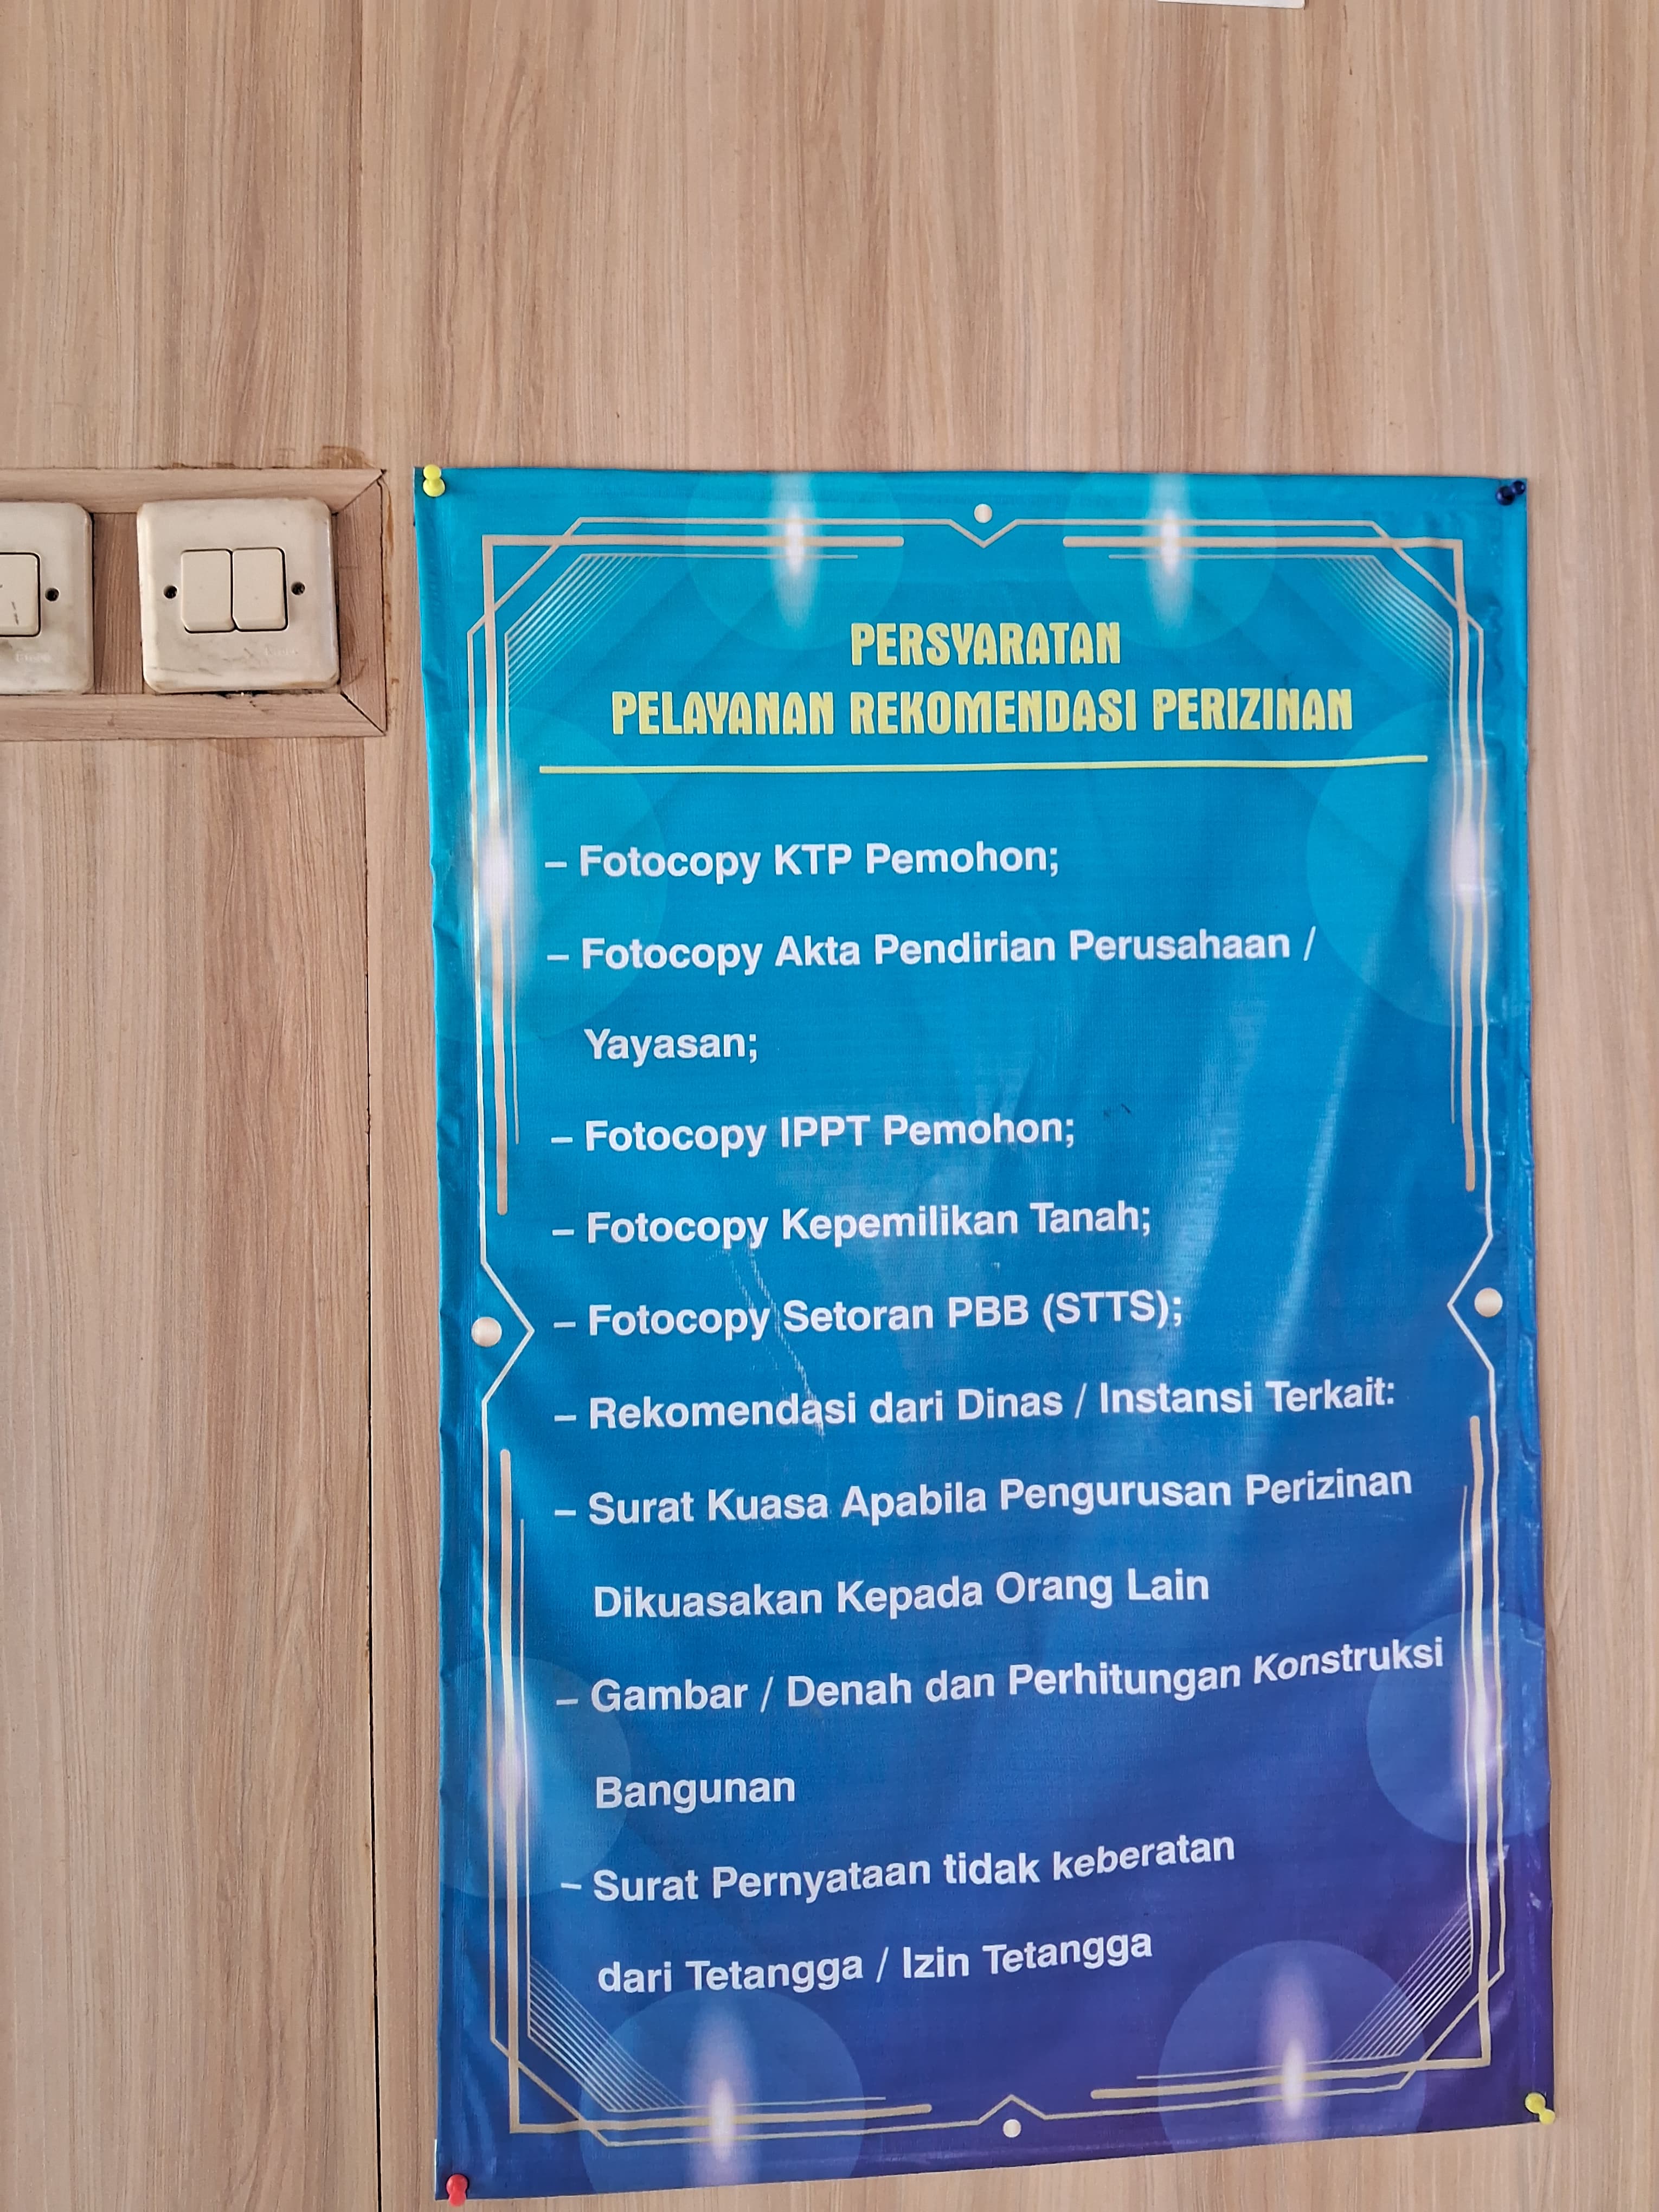 PERSYARATAN
PELAYANAN REKOMENDASI PERIZINAN
– Fotocopy KTP Pemohon;
– Fotocopy Akta Pendirian Perusahaan /
Yayasan;
– Fotocopy IPPT Pemohon;
– Fotocopy Kepemilikan Tanah;
– Fotocopy Setoran PBB (STTS);
– Rekomendasi dari Dinas / Instansi Terkait:
– Surat Kuasa Apabila Pengurusan Perizinan
Dikuasakan Kepada Orang Lain
– Gambar / Denah dan Perhitungan Konstruksi
Bangunan
– Surat Pernyataan tidak keberatan
dari Tetangga / Izin Tetangga